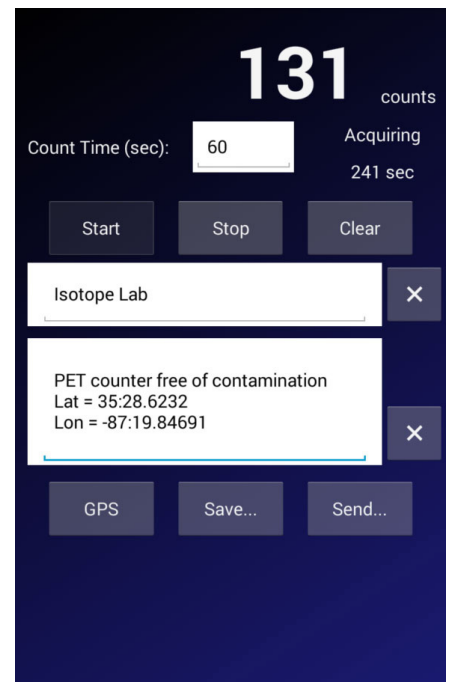 131 counts
Count Time (sec): 60 Acquiring
241 sec
Start Stop Clear
Isotope Lab ×
PET counter free of contamination
Lat = 35:28.6232
Lon = -87:19.84691 ×
GPS Save... Send...